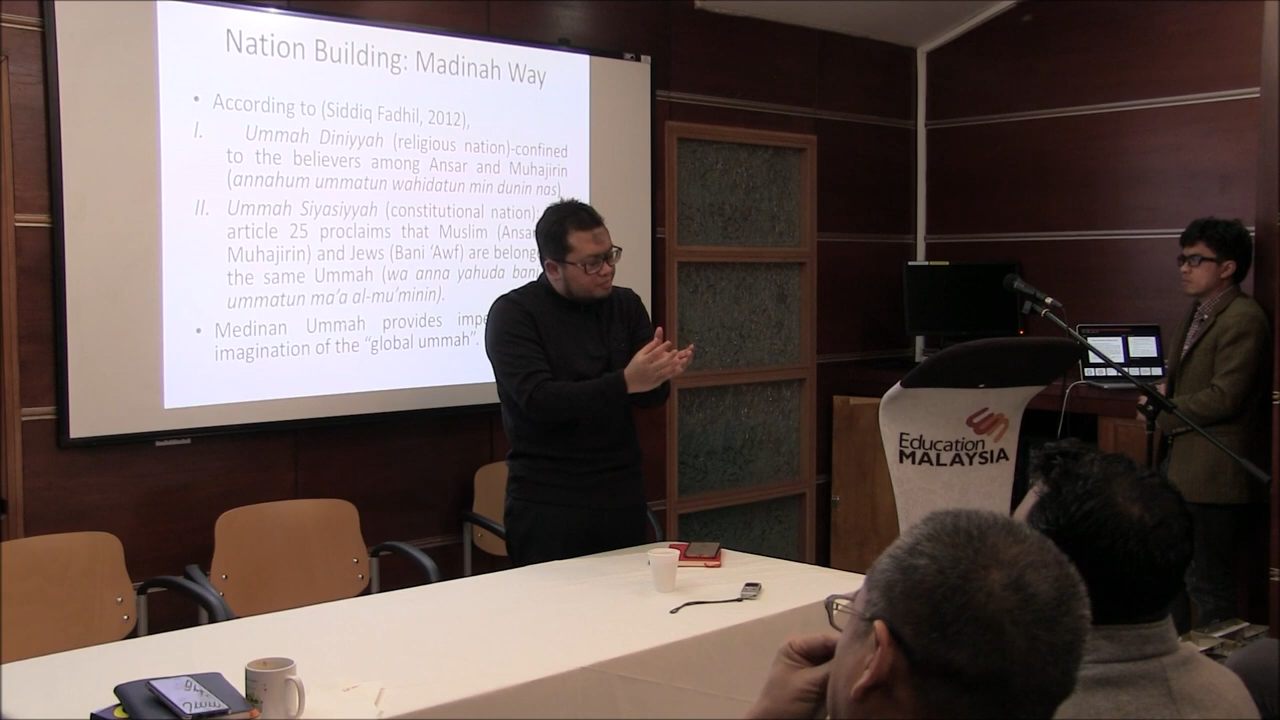 Nation Building: Madinah Way
• According to (Siddiq Fadhil, 2012),
I. Ummah Diniyyah (religious nation)-confined
to the believers among Ansar and Muhajirin
(annahum ummatun wahidatun min dunin nas)
II. Ummah Siyasiyyah (constitutional nation):
article 25 proclaims that Muslim (Ansar
Muhajirin) and Jews (Bani ‘Awf) are belong
the same Ummah (wa anna yahuda
ummatun ma’a al-mu’minin).
• Medinan Ummah provides
imagination of the “global ummah”.
Education
MALAYSIA